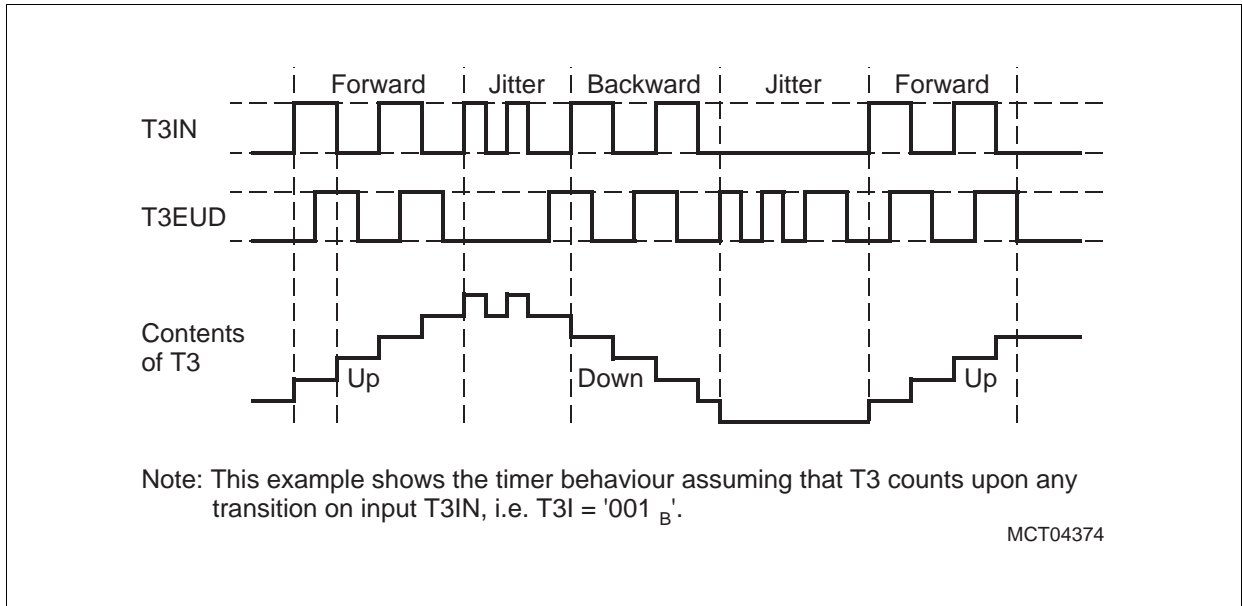 Forward Jitter Backward Jitter Forward
T3IN
T3EUD
Contents
of T3
Up Down Up
Note: This example shows the timer behaviour assuming that T3 counts upon any
transition on input T3IN, i.e. T3I = '001 B'.
MCT04374